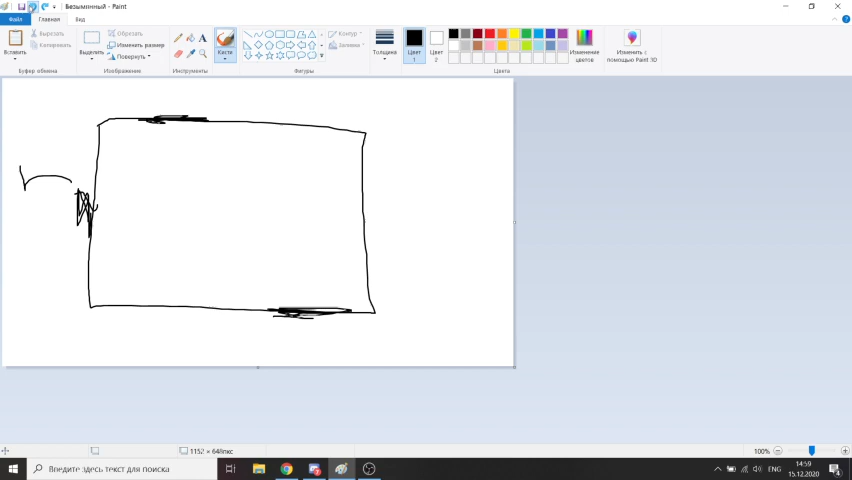 Безымянный - Paint
Файл Главная Вид
Вставить
Вырезать
Копировать
Буфер обмена
Выделить
Обрезать
Изменить размер
Повернуть
Изображение
A
Инструменты
Кисти
Контур
Заливка
Фигуры
Толщина
Цвет 1
Цвет 2
Изменение цветов
Цвета
Изменить с помощью Paint 3D
1152 × 648пкс
100%
Введите здесь текст для поиска
ENG
14:59
15.12.2020